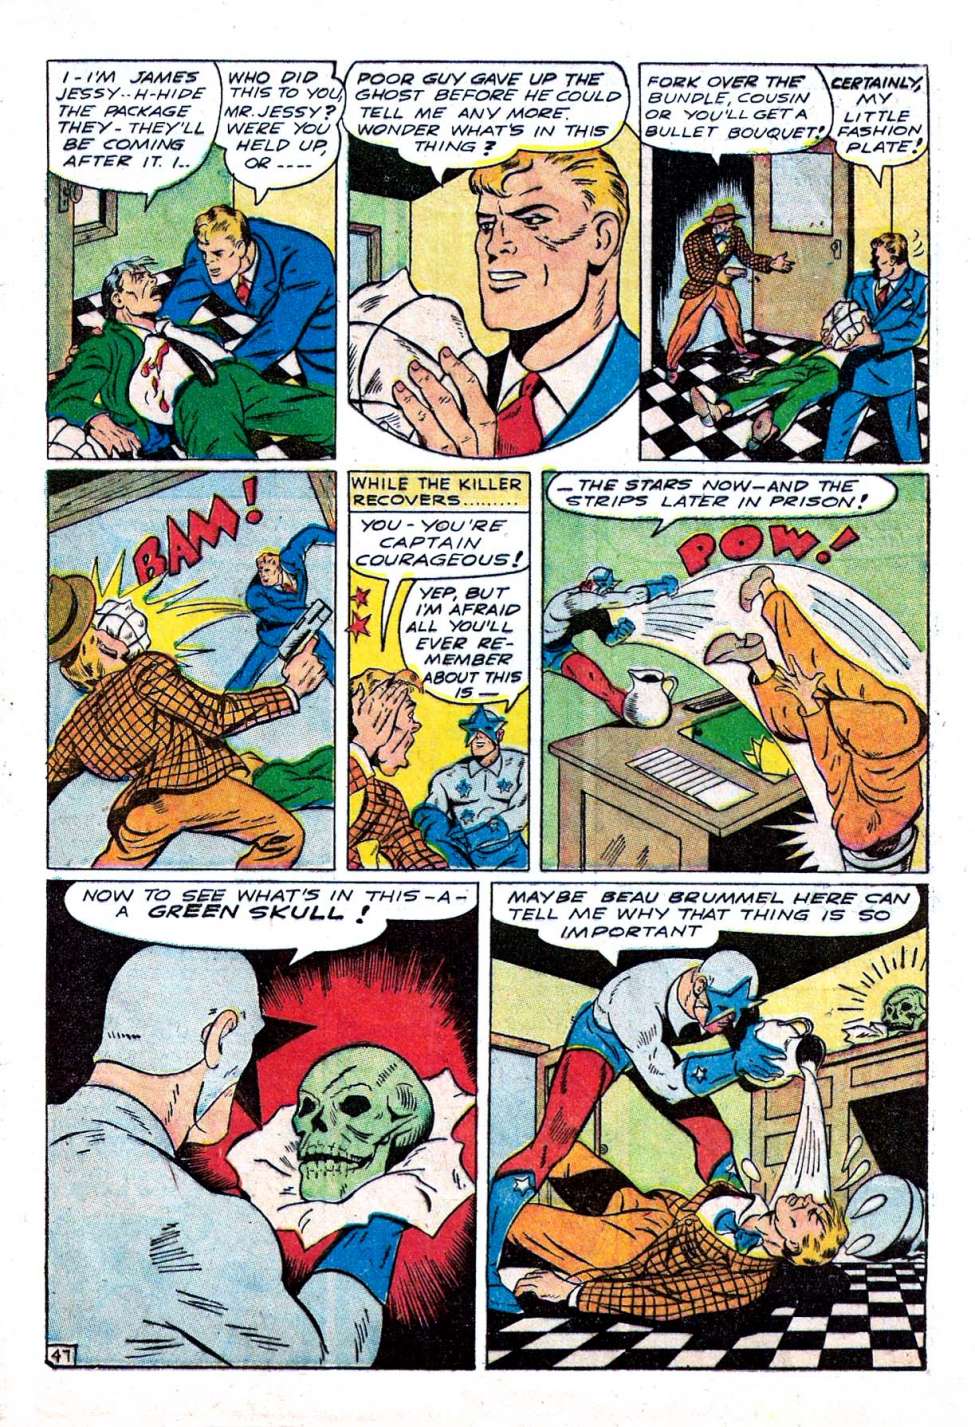 I-I'M JAMES
JESSY--H-HIDE
THE PACKAGE
THEY-THEY'LL
BE COMING
AFTER IT. I..
WHO DID
THIS TO YOU,
MR. JESSY?
WERE YOU
HELD UP,
OR ----
POOR GUY GAVE UP THE
GHOST BEFORE HE COULD
TELL ME ANY MORE.
WONDER WHAT'S IN THIS
THING?
FORK OVER THE
BUNDLE, COUSIN
OR YOU'LL GET A
BULLET BOUQUET!
CERTAINLY,
MY
LITTLE
FASHION
PLATE!
BAM!
WHILE THE KILLER
RECOVERS.........
YOU-YOU'RE
CAPTAIN
COURAGEOUS!
YEP, BUT
I'M AFRAID
ALL YOU'LL
EVER RE-
MEMBER
ABOUT THIS
IS —
— THE STARS NOW—AND THE
STRIPS LATER IN PRISON!
POW!
NOW TO SEE WHAT'S IN THIS-A-
A GREEN SKULL!
MAYBE BEAU BRUMMEL HERE CAN
TELL ME WHY THAT THING IS SO
IMPORTANT
47